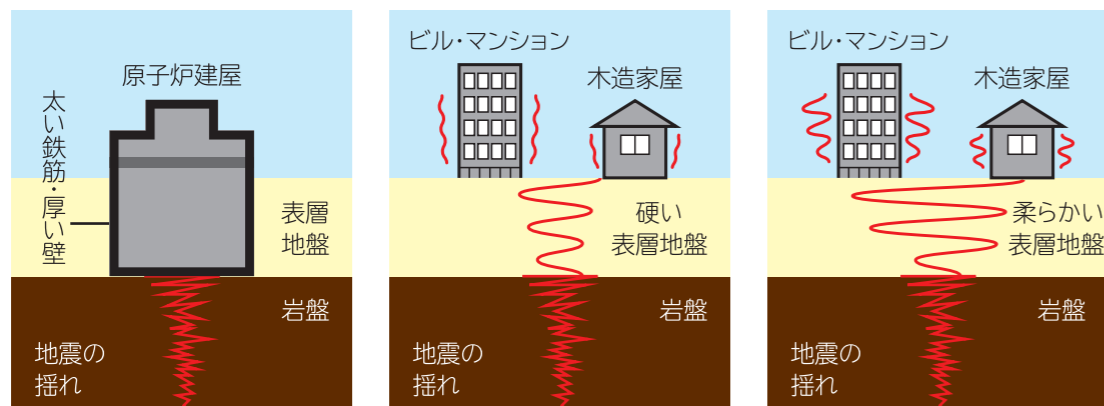 原子炉建屋
太い鉄筋・厚い壁
表層
地盤
岩盤
地震の
揺れ
ビル・マンション
木造家屋
硬い
表層地盤
岩盤
地震の
揺れ
ビル・マンション
木造家屋
柔らかい
表層地盤
岩盤
地震の
揺れ